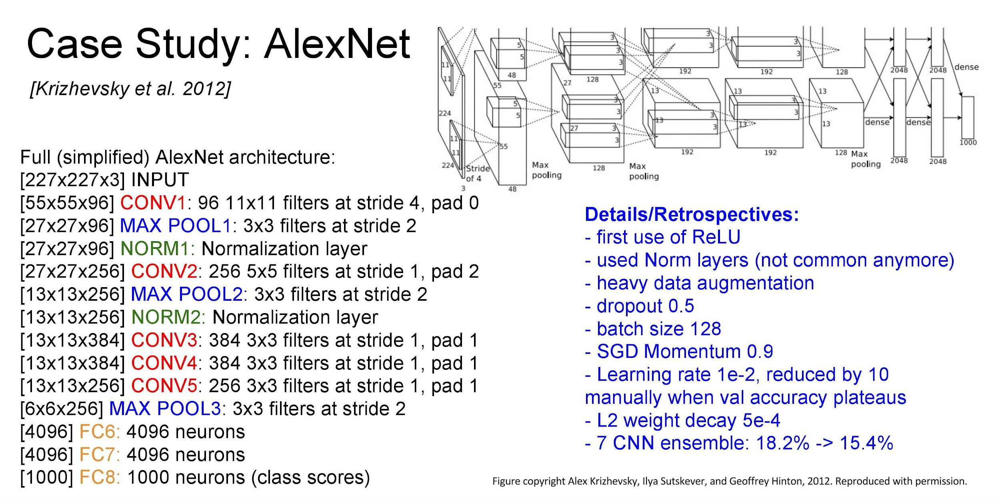 Case Study: AlexNet
[Krizhevsky et al. 2012]
Full (simplified) AlexNet architecture:
[227x227x3] INPUT
[55x55x96] CONV1: 96 11x11 filters at stride 4, pad 0
[27x27x96] MAX POOL1: 3x3 filters at stride 2
[27x27x96] NORM1: Normalization layer
[27x27x256] CONV2: 256 5x5 filters at stride 1, pad 2
[13x13x256] MAX POOL2: 3x3 filters at stride 2
[13x13x256] NORM2: Normalization layer
[13x13x384] CONV3: 384 3x3 filters at stride 1, pad 1
[13x13x384] CONV4: 384 3x3 filters at stride 1, pad 1
[13x13x256] CONV5: 256 3x3 filters at stride 1, pad 1
[6x6x256] MAX POOL3: 3x3 filters at stride 2
[4096] FC6: 4096 neurons
[4096] FC7: 4096 neurons
[1000] FC8: 1000 neurons (class scores)
11
11
5
5
48
55
3
3
3
128
27
3
3
192
3
3
192
128
2048
2048
dense
224
11
11
224
3
Stride
of 4
5
5
55
48
Max
pooling
3
3
27
3
3
128
Max
pooling
13
13
3
3
192
13
13
3
3
192
13
13
128
Max
pooling
dense
2048
dense
2048
1000
Details/Retrospectives:
- first use of ReLU
- used Norm layers (not common anymore)
- heavy data augmentation
- dropout 0.5
- batch size 128
- SGD Momentum 0.9
- Learning rate 1e-2, reduced by 10
manually when val accuracy plateaus
- L2 weight decay 5e-4
- 7 CNN ensemble: 18.2% -> 15.4%
Figure copyright Alex Krizhevsky, Ilya Sutskever, and Geoffrey Hinton, 2012. Reproduced with permission.